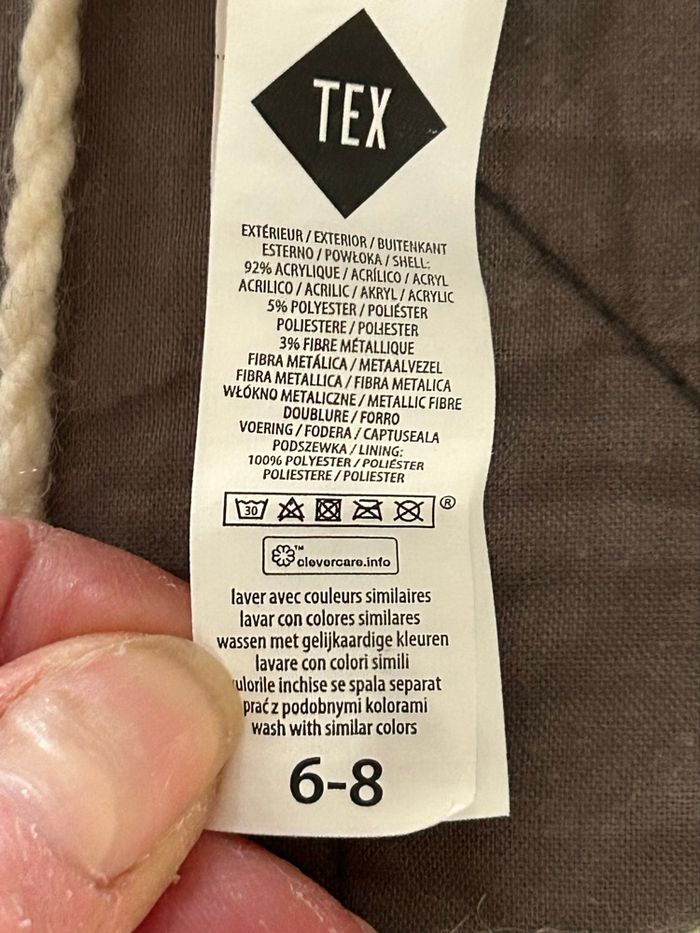 TEX
EXTÉRIEUR / EXTERIOR / BUITENKANT
ESTERNO / POWŁOKA / SHELL:
92% ACRYLIQUE / ACRÍLICO / ACRYL
ACRILICO / ACRILIC / AKRYL / ACRYLIC
5% POLYESTER / POLIÉSTER
POLIESTERE / POLIESTER
3% FIBRE MÉTALLIQUE
FIBRA METÁLICA / METAALVEZEL
FIBRA METALLICA / FIBRA METALICA
WŁÓKNO METALICZNE / METALLIC FIBRE
DOUBLURE / FORRO
VOERING / FODERA / CAPTUSEALA
PODSZEWKA / LINING:
100% POLYESTER / POLIÉSTER
POLIESTERE / POLIESTER
30 ®
™ clevercare.info
laver avec couleurs similaires
lavar con colores similares
wassen met gelijkaardige kleuren
lavare con colori simili
ulorile inchise se spala separat
prać z podobnymi kolorami
wash with similar colors
6-8